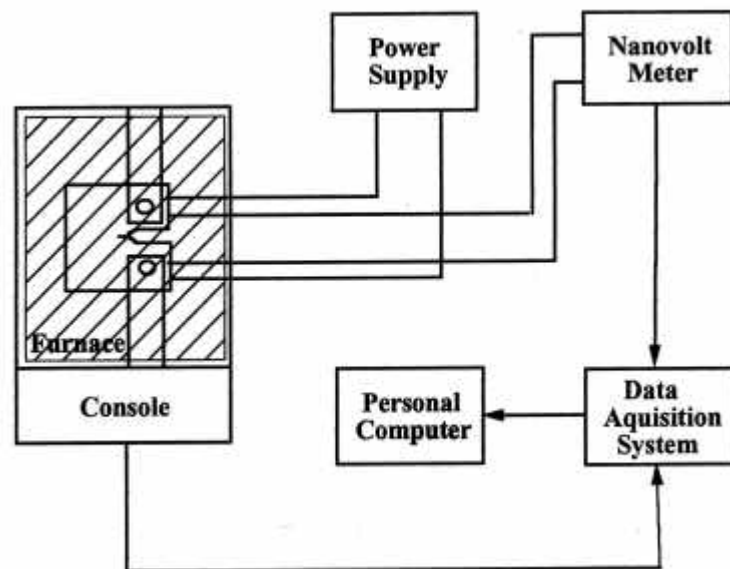 Power
Supply
Nanovolt
Meter
Furnace
Console
Personal
Computer
Data
Aquisition
System